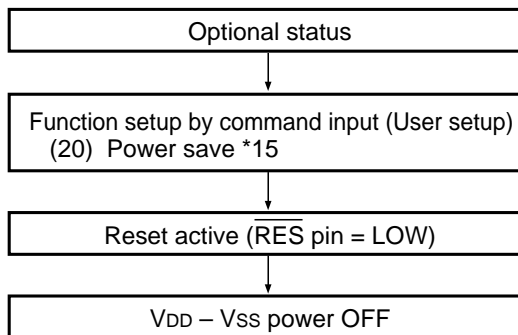 Optional status
Function setup by command input (User setup)
(20) Power save *15
Reset active (R̅E̅S̅ pin = LOW)
VDD – VSS power OFF